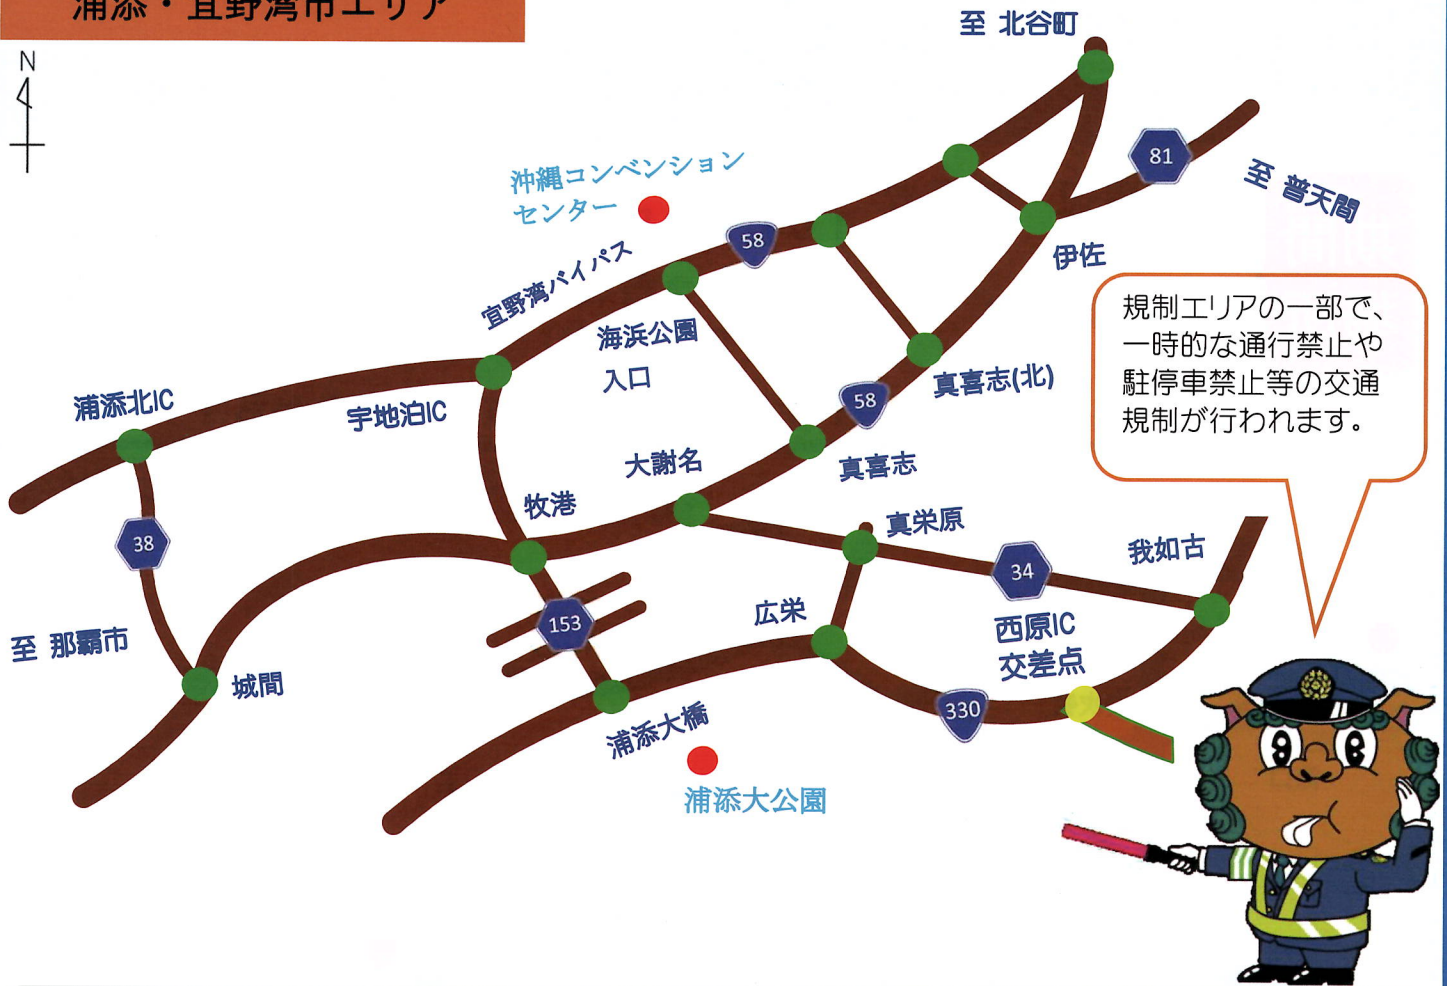 浦添・宜野湾市エリア
至 北谷町
N
81
至 普天間
沖縄コンベンション
センター
58
宜野湾バイパス
伊佐
規制エリアの一部で、
一時的な通行禁止や
駐停車禁止等の交通
規制が行われます。
海浜公園
入口
真喜志(北)
58
浦添北IC
宇地泊IC
大謝名
真喜志
牧港
真栄原
38
34
我如古
153
広栄
西原IC
交差点
至 那覇市
城間
330
浦添大橋
浦添大公園